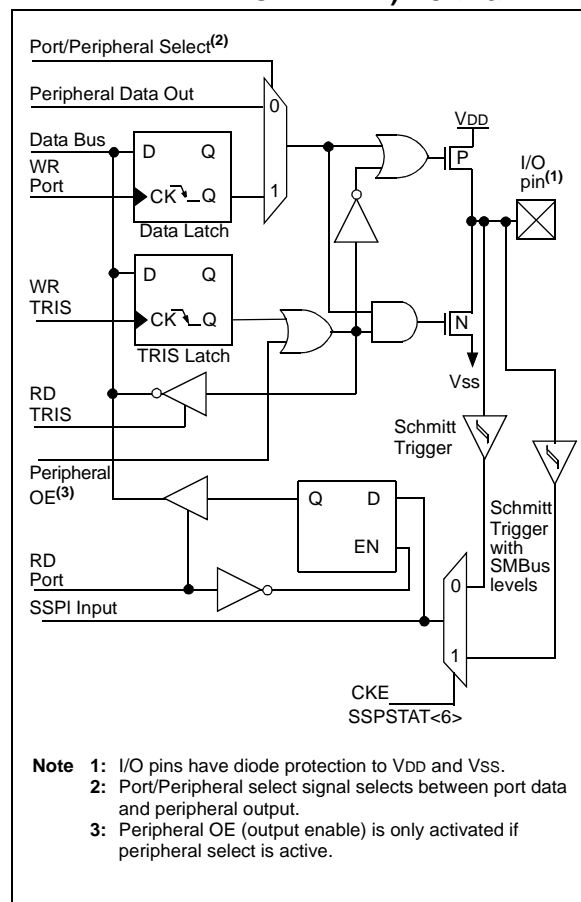 Port/Peripheral Select(2)
Peripheral Data Out
0
Data Bus
WR
Port
D Q
CK Q
1
Data Latch
D Q
WR
TRIS
CK Q
TRIS Latch
VDD
P
I/O
pin(1)
N
Vss
RD
TRIS
Schmitt
Trigger
Peripheral
OE(3)
Q D
EN
Schmitt
Trigger
with
SMBus
levels
RD
Port
0
SSPI Input
1
CKE
SSPSTAT<6>
Note 1: I/O pins have diode protection to VDD and VSS.
2: Port/Peripheral select signal selects between port data
and peripheral output.
3: Peripheral OE (output enable) is only activated if
peripheral select is active.